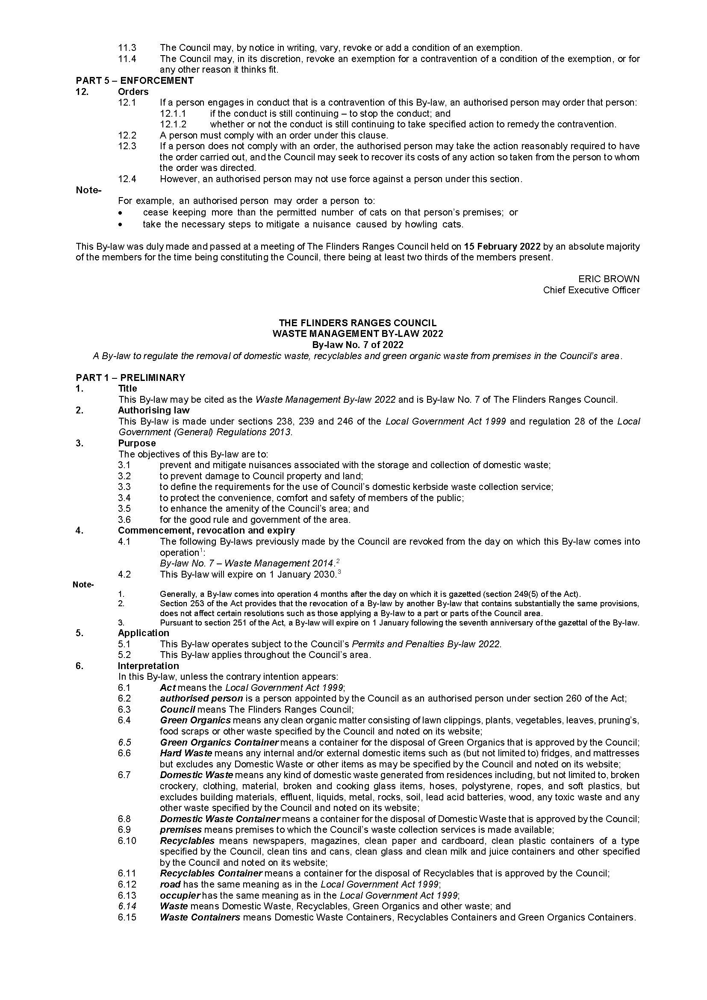 11.3 The Council may, by notice in writing, vary, revoke or add a condition of an exemption.
11.4 The Council may, in its discretion, revoke an exemption for a contravention of a condition of the exemption, or for
any other reason it thinks fit.
PART 5 – ENFORCEMENT
12. Orders
12.1 If a person engages in conduct that is a contravention of this By-law, an authorised person may order that person:
12.1.1 if the conduct is still continuing – to stop the conduct; and
12.1.2 whether or not the conduct is still continuing to take specified action to remedy the contravention.
12.2 A person must comply with an order under this clause.
12.3 If a person does not comply with an order, the authorised person may take the action reasonably required to have
the order carried out, and the Council may seek to recover its costs of any action so taken from the person to whom
the order was directed.
12.4 However, an authorised person may not use force against a person under this section.
Note-
For example, an authorised person may order a person to:
• cease keeping more than the permitted number of cats on that person's premises; or
• take the necessary steps to mitigate a nuisance caused by howling cats.
This By-law was duly made and passed at a meeting of The Flinders Ranges Council held on 15 February 2022 by an absolute majority
of the members for the time being constituting the Council, there being at least two thirds of the members present.
ERIC BROWN
Chief Executive Officer
THE FLINDERS RANGES COUNCIL
WASTE MANAGEMENT BY-LAW 2022
By-law No. 7 of 2022
A By-law to regulate the removal of domestic waste, recyclables and green organic waste from premises in the Council's area.
PART 1 – PRELIMINARY
1. Title
This By-law may be cited as the Waste Management By-law 2022 and is By-law No. 7 of The Flinders Ranges Council.
2. Authorising law
This By-law is made under sections 238, 239 and 246 of the Local Government Act 1999 and regulation 28 of the Local
Government (General) Regulations 2013.
3. Purpose
The objectives of this By-law are to:
3.1 prevent and mitigate nuisances associated with the storage and collection of domestic waste;
3.2 to prevent damage to Council property and land;
3.3 to define the requirements for the use of Council's domestic kerbside waste collection service;
3.4 to protect the convenience, comfort and safety of members of the public;
3.5 to enhance the amenity of the Council's area; and
3.6 for the good rule and government of the area.
4. Commencement, revocation and expiry
4.1 The following By-laws previously made by the Council are revoked from the day on which this By-law comes into
operation1:
By-law No. 7 – Waste Management 2014.2
4.2 This By-law will expire on 1 January 2030.3
Note-
1. Generally, a By-law comes into operation 4 months after the day on which it is gazetted (section 249(5) of the Act).
2. Section 253 of the Act provides that the revocation of a By-law by another By-law that contains substantially the same provisions,
does not affect certain resolutions such as those applying a By-law to a part or parts of the Council area.
3. Pursuant to section 251 of the Act, a By-law will expire on 1 January following the seventh anniversary of the gazettal of the By-law.
5. Application
5.1 This By-law operates subject to the Council's Permits and Penalties By-law 2022.
5.2 This By-law applies throughout the Council's area.
6. Interpretation
In this By-law, unless the contrary intention appears:
6.1 Act means the Local Government Act 1999;
6.2 authorised person is a person appointed by the Council as an authorised person under section 260 of the Act;
6.3 Council means The Flinders Ranges Council;
6.4 Green Organics means any clean organic matter consisting of lawn clippings, plants, vegetables, leaves, pruning's,
food scraps or other waste specified by the Council and noted on its website;
6.5 Green Organics Container means a container for the disposal of Green Organics that is approved by the Council;
6.6 Hard Waste means any internal and/or external domestic items such as (but not limited to) fridges, and mattresses
but excludes any Domestic Waste or other items as may be specified by the Council and noted on its website;
6.7 Domestic Waste means any kind of domestic waste generated from residences including, but not limited to, broken
crockery, clothing, material, broken and cooking glass items, hoses, polystyrene, ropes, and soft plastics, but
excludes building materials, effluent, liquids, metal, rocks, soil, lead acid batteries, wood, any toxic waste and any
other waste specified by the Council and noted on its website;
6.8 Domestic Waste Container means a container for the disposal of Domestic Waste that is approved by the Council;
6.9 premises means premises to which the Council's waste collection services is made available;
6.10 Recyclables means newspapers, magazines, clean paper and cardboard, clean plastic containers of a type
specified by the Council, clean tins and cans, clean glass and clean milk and juice containers and other specified
by the Council and noted on its website;
6.11 Recyclables Container means a container for the disposal of Recyclables that is approved by the Council;
6.12 road has the same meaning as in the Local Government Act 1999;
6.13 occupier has the same meaning as in the Local Government Act 1999;
6.14 Waste means Domestic Waste, Recyclables, Green Organics and other waste; and
6.15 Waste Containers means Domestic Waste Containers, Recyclables Containers and Green Organics Containers.